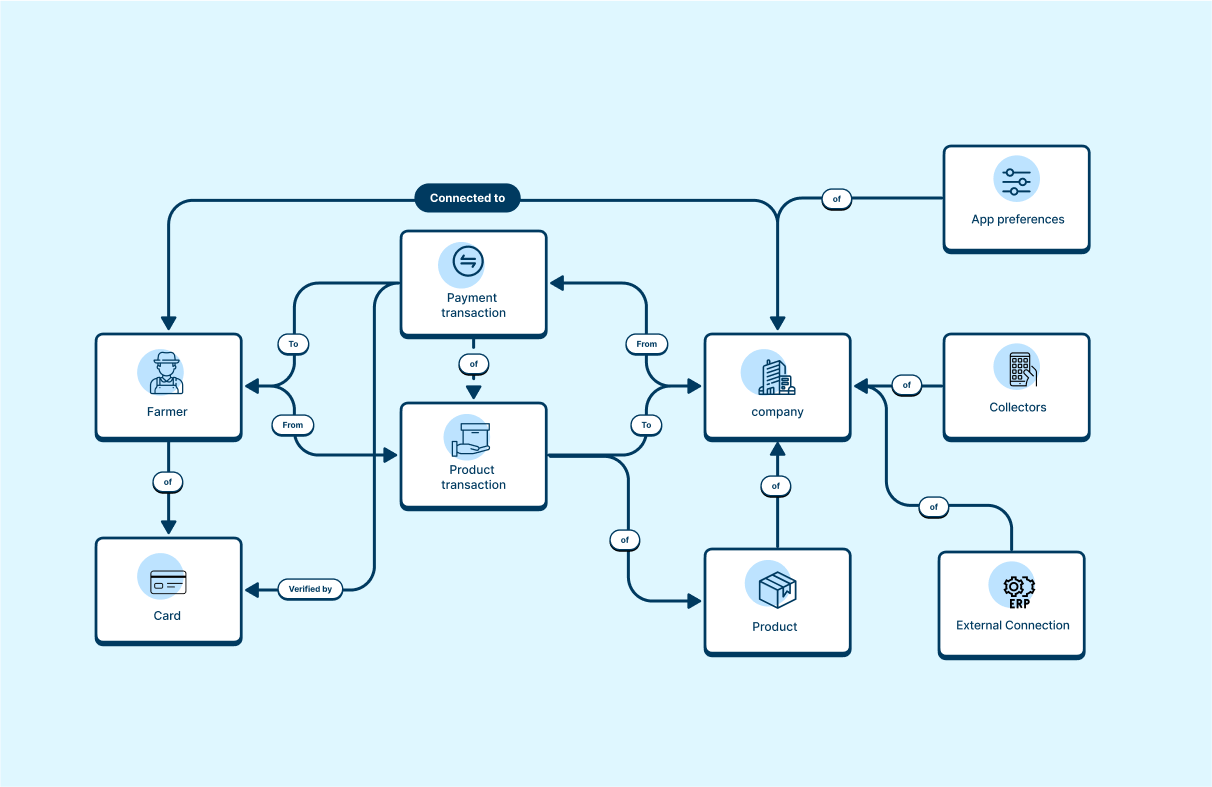 Connected to
of
App preferences
Payment
transaction
To
From
of
Farmer
company
of
Collectors
From
To
Product
transaction
of
of
of
of
Verified by
Card
Product
ERP
External Connection